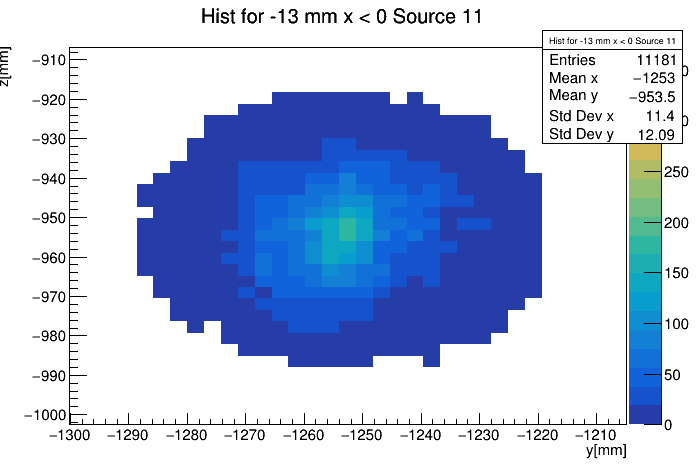 Hist for -13 mm x < 0 Source 11
z[mm]
Hist for -13 mm x < 0 Source 11
Entries 11181
Mean x −1253
Mean y −953.5
Std Dev x 11.4
Std Dev y 12.09
−910
−920
−930
−940
−950
−960
−970
−980
−990
−1000
250
200
150
100
50
0
−1300 −1290 −1280 −1270 −1260 −1250 −1240 −1230 −1220 −1210
y[mm]